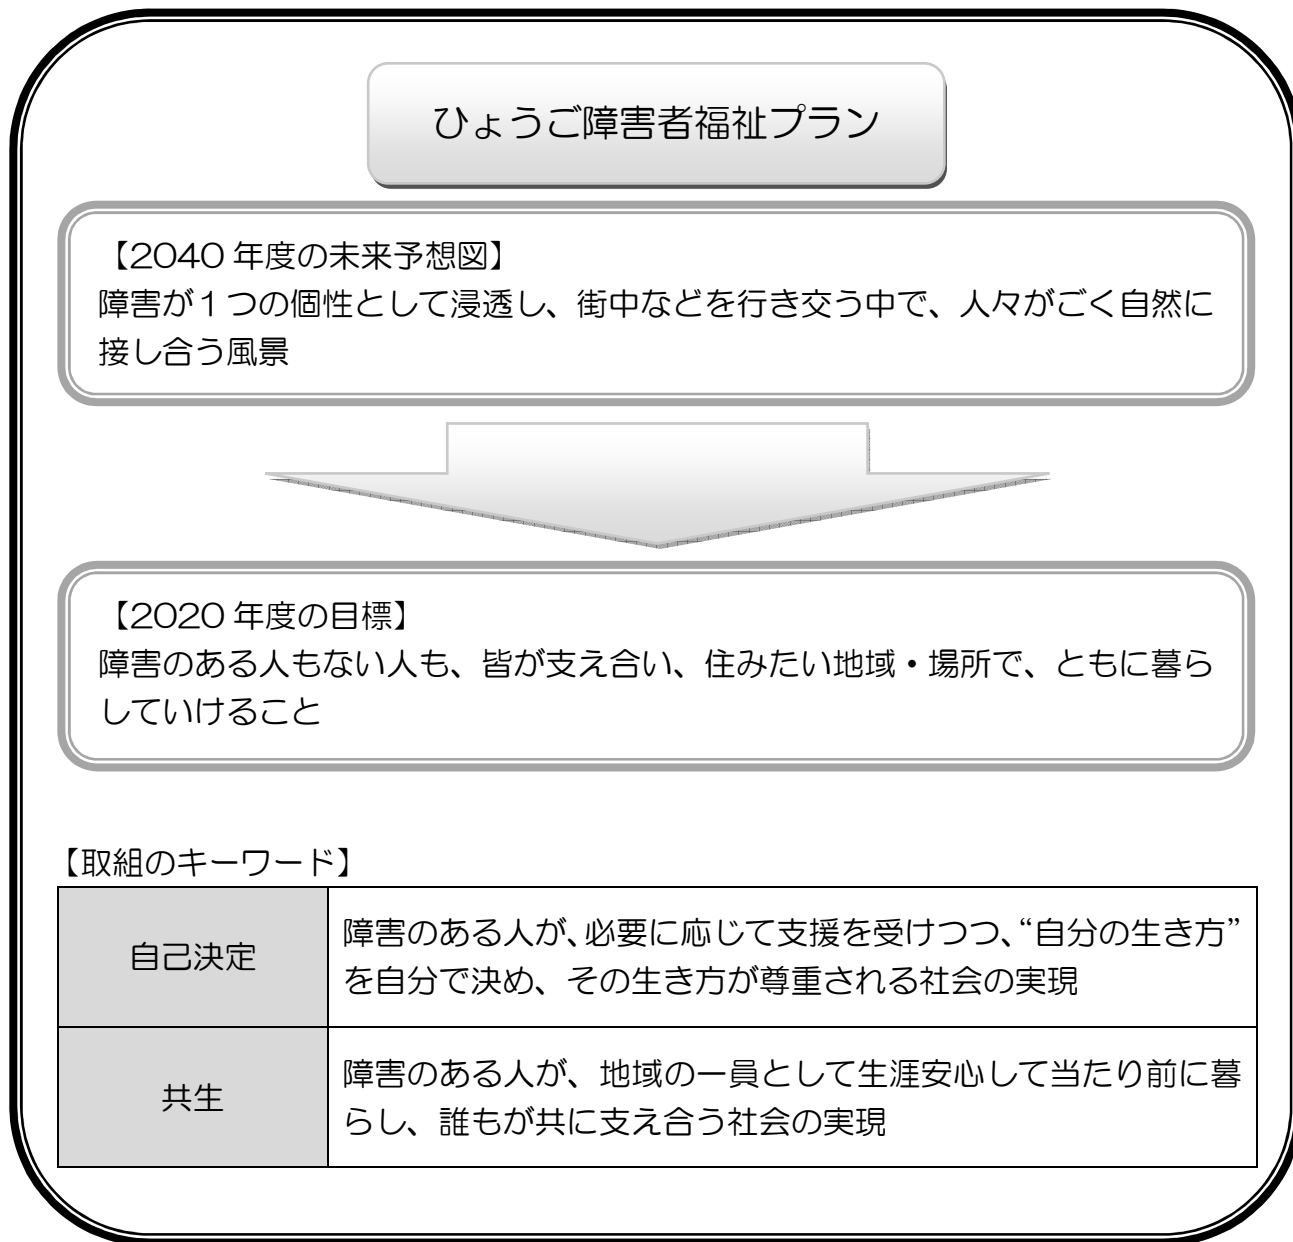 ひょうご障害者福祉プラン
【2040 年度の未来予想図】
障害が１つの個性として浸透し、街中などを行き交う中で、人々がごく自然に
接し合う風景
【2020 年度の目標】
障害のある人もない人も、皆が支え合い、住みたい地域・場所で、ともに暮ら
していけること
【取組のキーワード】
自己決定
障害のある人が、必要に応じて支援を受けつつ、“自分の生き方”
を自分で決め、その生き方が尊重される社会の実現
共生
障害のある人が、地域の一員として生涯安心して当たり前に暮
らし、誰もが共に支え合う社会の実現